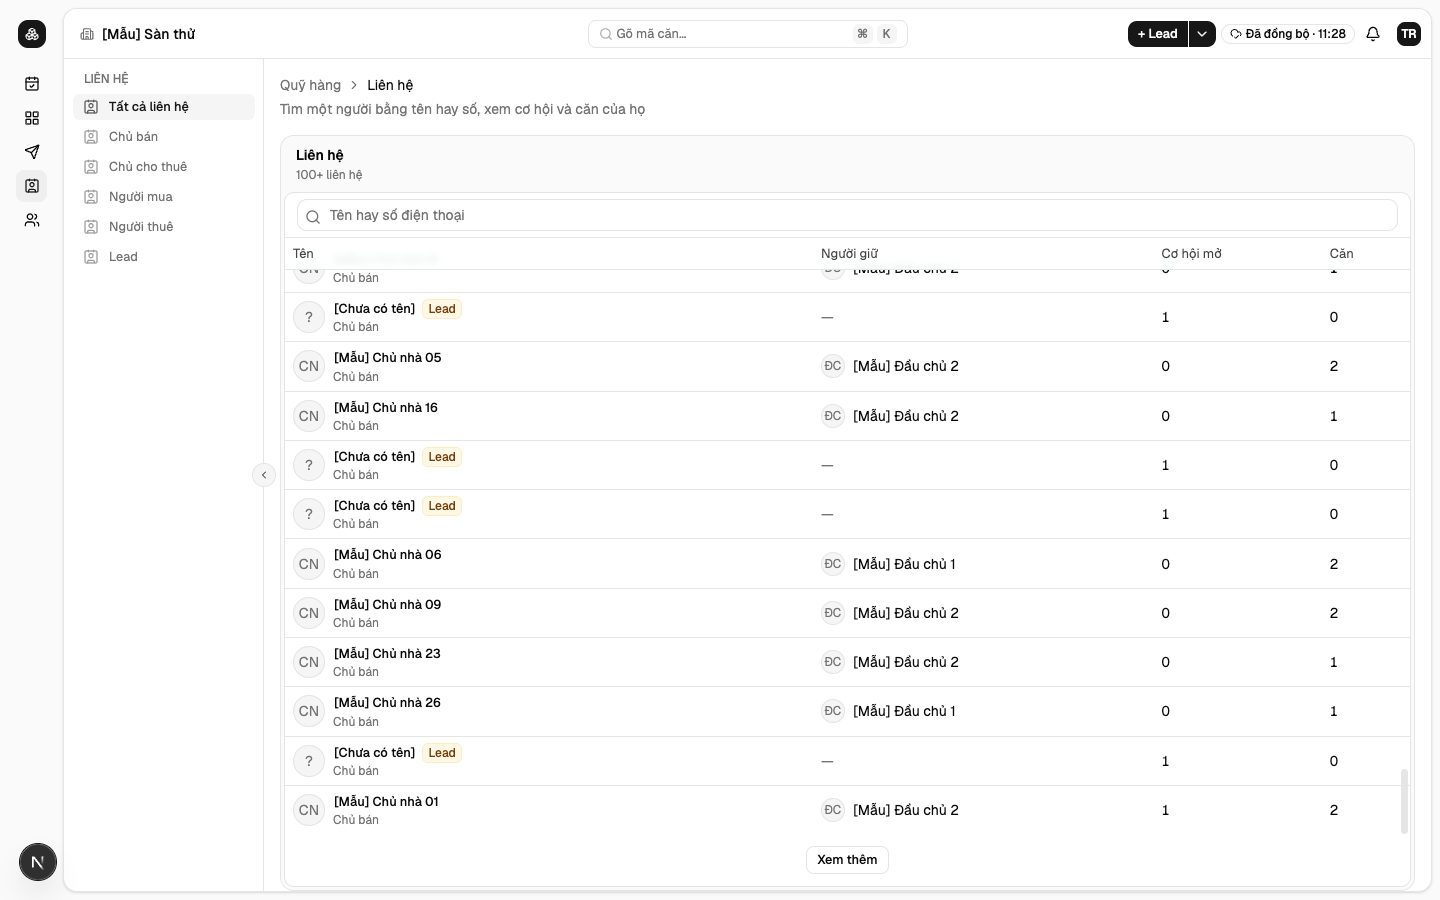 [Mẫu] Sàn thử
Gõ mã căn...
⌘ K
+ Lead
Đã đồng bộ · 11:28
TR
LIÊN HỆ
Tất cả liên hệ
Chủ bán
Chủ cho thuê
Người mua
Người thuê
Lead
Quỹ hàng > Liên hệ
Tìm một người bằng tên hay số, xem cơ hội và căn của họ
Liên hệ
100+ liên hệ
Tên hay số điện thoại
Tên Người giữ Cơ hội mở Căn
CN Chủ bán ĐC [Mẫu] Đầu chủ 2 0 1
? [Chưa có tên] Lead — 1 0
Chủ bán
CN [Mẫu] Chủ nhà 05 ĐC [Mẫu] Đầu chủ 2 0 2
Chủ bán
CN [Mẫu] Chủ nhà 16 ĐC [Mẫu] Đầu chủ 2 0 1
Chủ bán
? [Chưa có tên] Lead — 1 0
Chủ bán
? [Chưa có tên] Lead — 1 0
Chủ bán
CN [Mẫu] Chủ nhà 06 ĐC [Mẫu] Đầu chủ 1 0 2
Chủ bán
CN [Mẫu] Chủ nhà 09 ĐC [Mẫu] Đầu chủ 2 0 2
Chủ bán
CN [Mẫu] Chủ nhà 23 ĐC [Mẫu] Đầu chủ 2 0 1
Chủ bán
CN [Mẫu] Chủ nhà 26 ĐC [Mẫu] Đầu chủ 1 0 1
Chủ bán
? [Chưa có tên] Lead — 1 0
Chủ bán
CN [Mẫu] Chủ nhà 01 ĐC [Mẫu] Đầu chủ 2 1 2
Chủ bán
Xem thêm
N